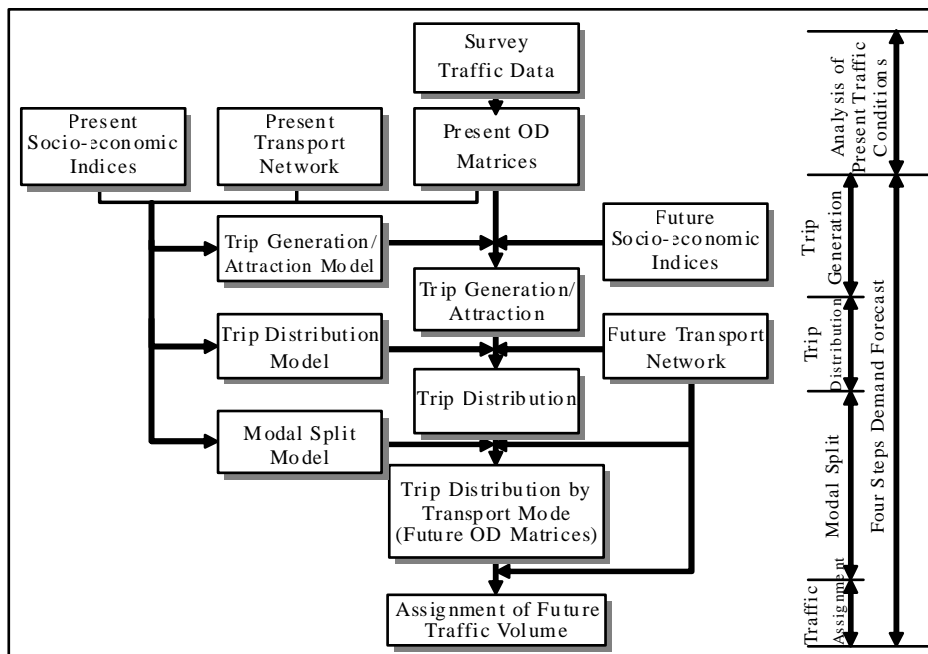 Survey
Traffic Data
Present
Socio-economic
Indices
Present
Transport
Network
Present OD
Matrices
Trip Generation/
Attraction Model
Future
Socio-economic
Indices
Trip Generation/
Attraction
Trip Distribution
Model
Future Transport
Network
Trip Distribution
Modal Split
Model
Trip Distribution by
Transport Mode
(Future OD Matrices)
Assignment of Future
Traffic Volume
Analysis of
Present Traffic
Conditions
Trip
Generation
Trip
Distribution
Modal Split
Traffic
Assignment
Four Steps Demand Forecast